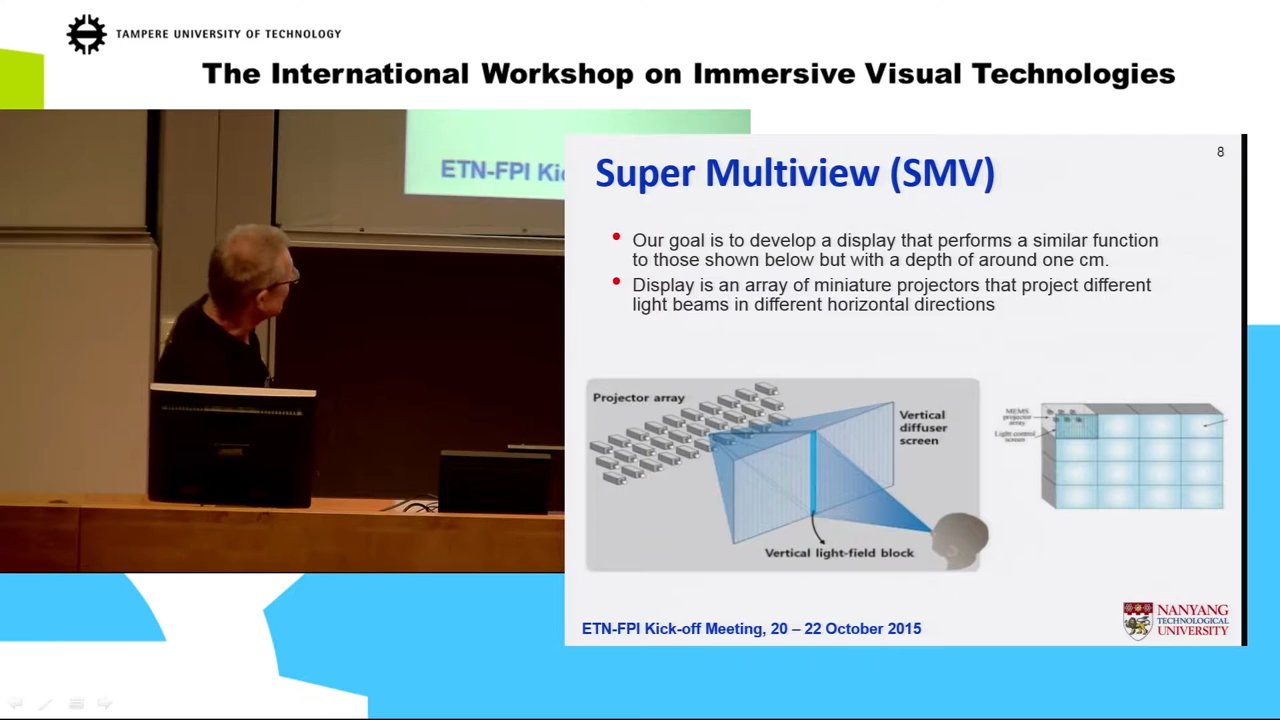 TAMPERE UNIVERSITY OF TECHNOLOGY
The International Workshop on Immersive Visual Technologies
ETN-FPI Kic
8
Super Multiview (SMV)
• Our goal is to develop a display that performs a similar function
to those shown below but with a depth of around one cm.
• Display is an array of miniature projectors that project different
light beams in different horizontal directions
Projector array
Vertical
diffuser
screen
Vertical light-field block
MEMS
projector
array
Light control
screen
ETN-FPI Kick-off Meeting, 20 – 22 October 2015
NANYANG
TECHNOLOGICAL
UNIVERSITY